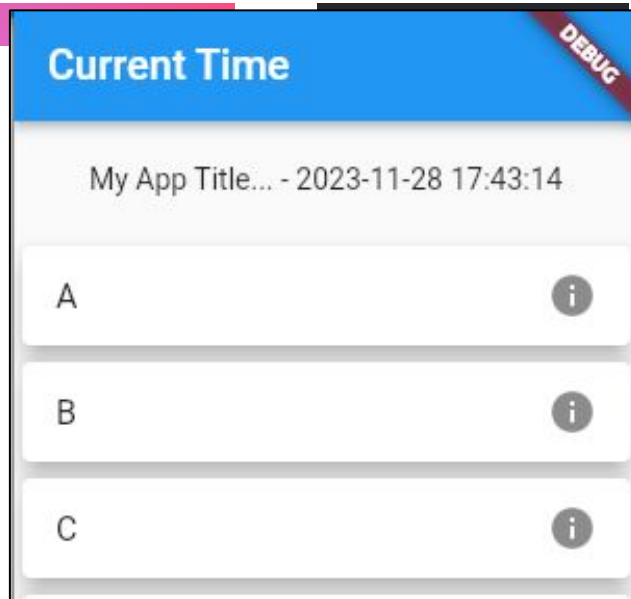 Current Time
DEBUG
My App Title... - 2023-11-28 17:43:14
A
B
C